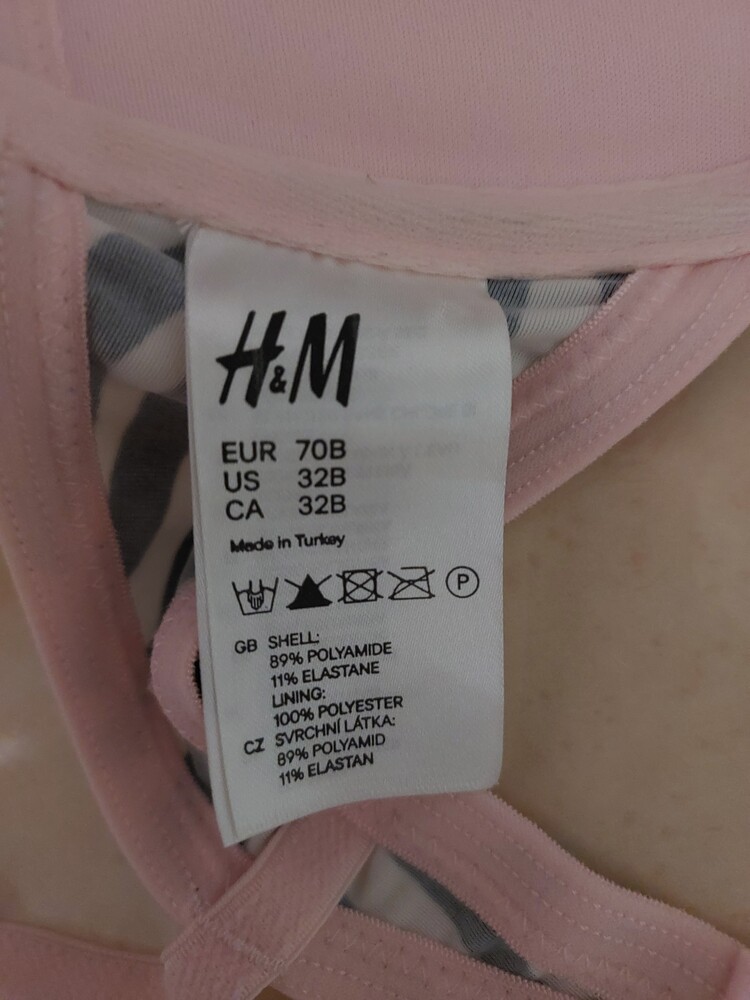 H&M
EUR 70B
US 32B
CA 32B
Made in Turkey
P
GB SHELL:
89% POLYAMIDE
11% ELASTANE
LINING:
100% POLYESTER
CZ SVRCHNÍ LÁTKA:
89% POLYAMID
11% ELASTAN